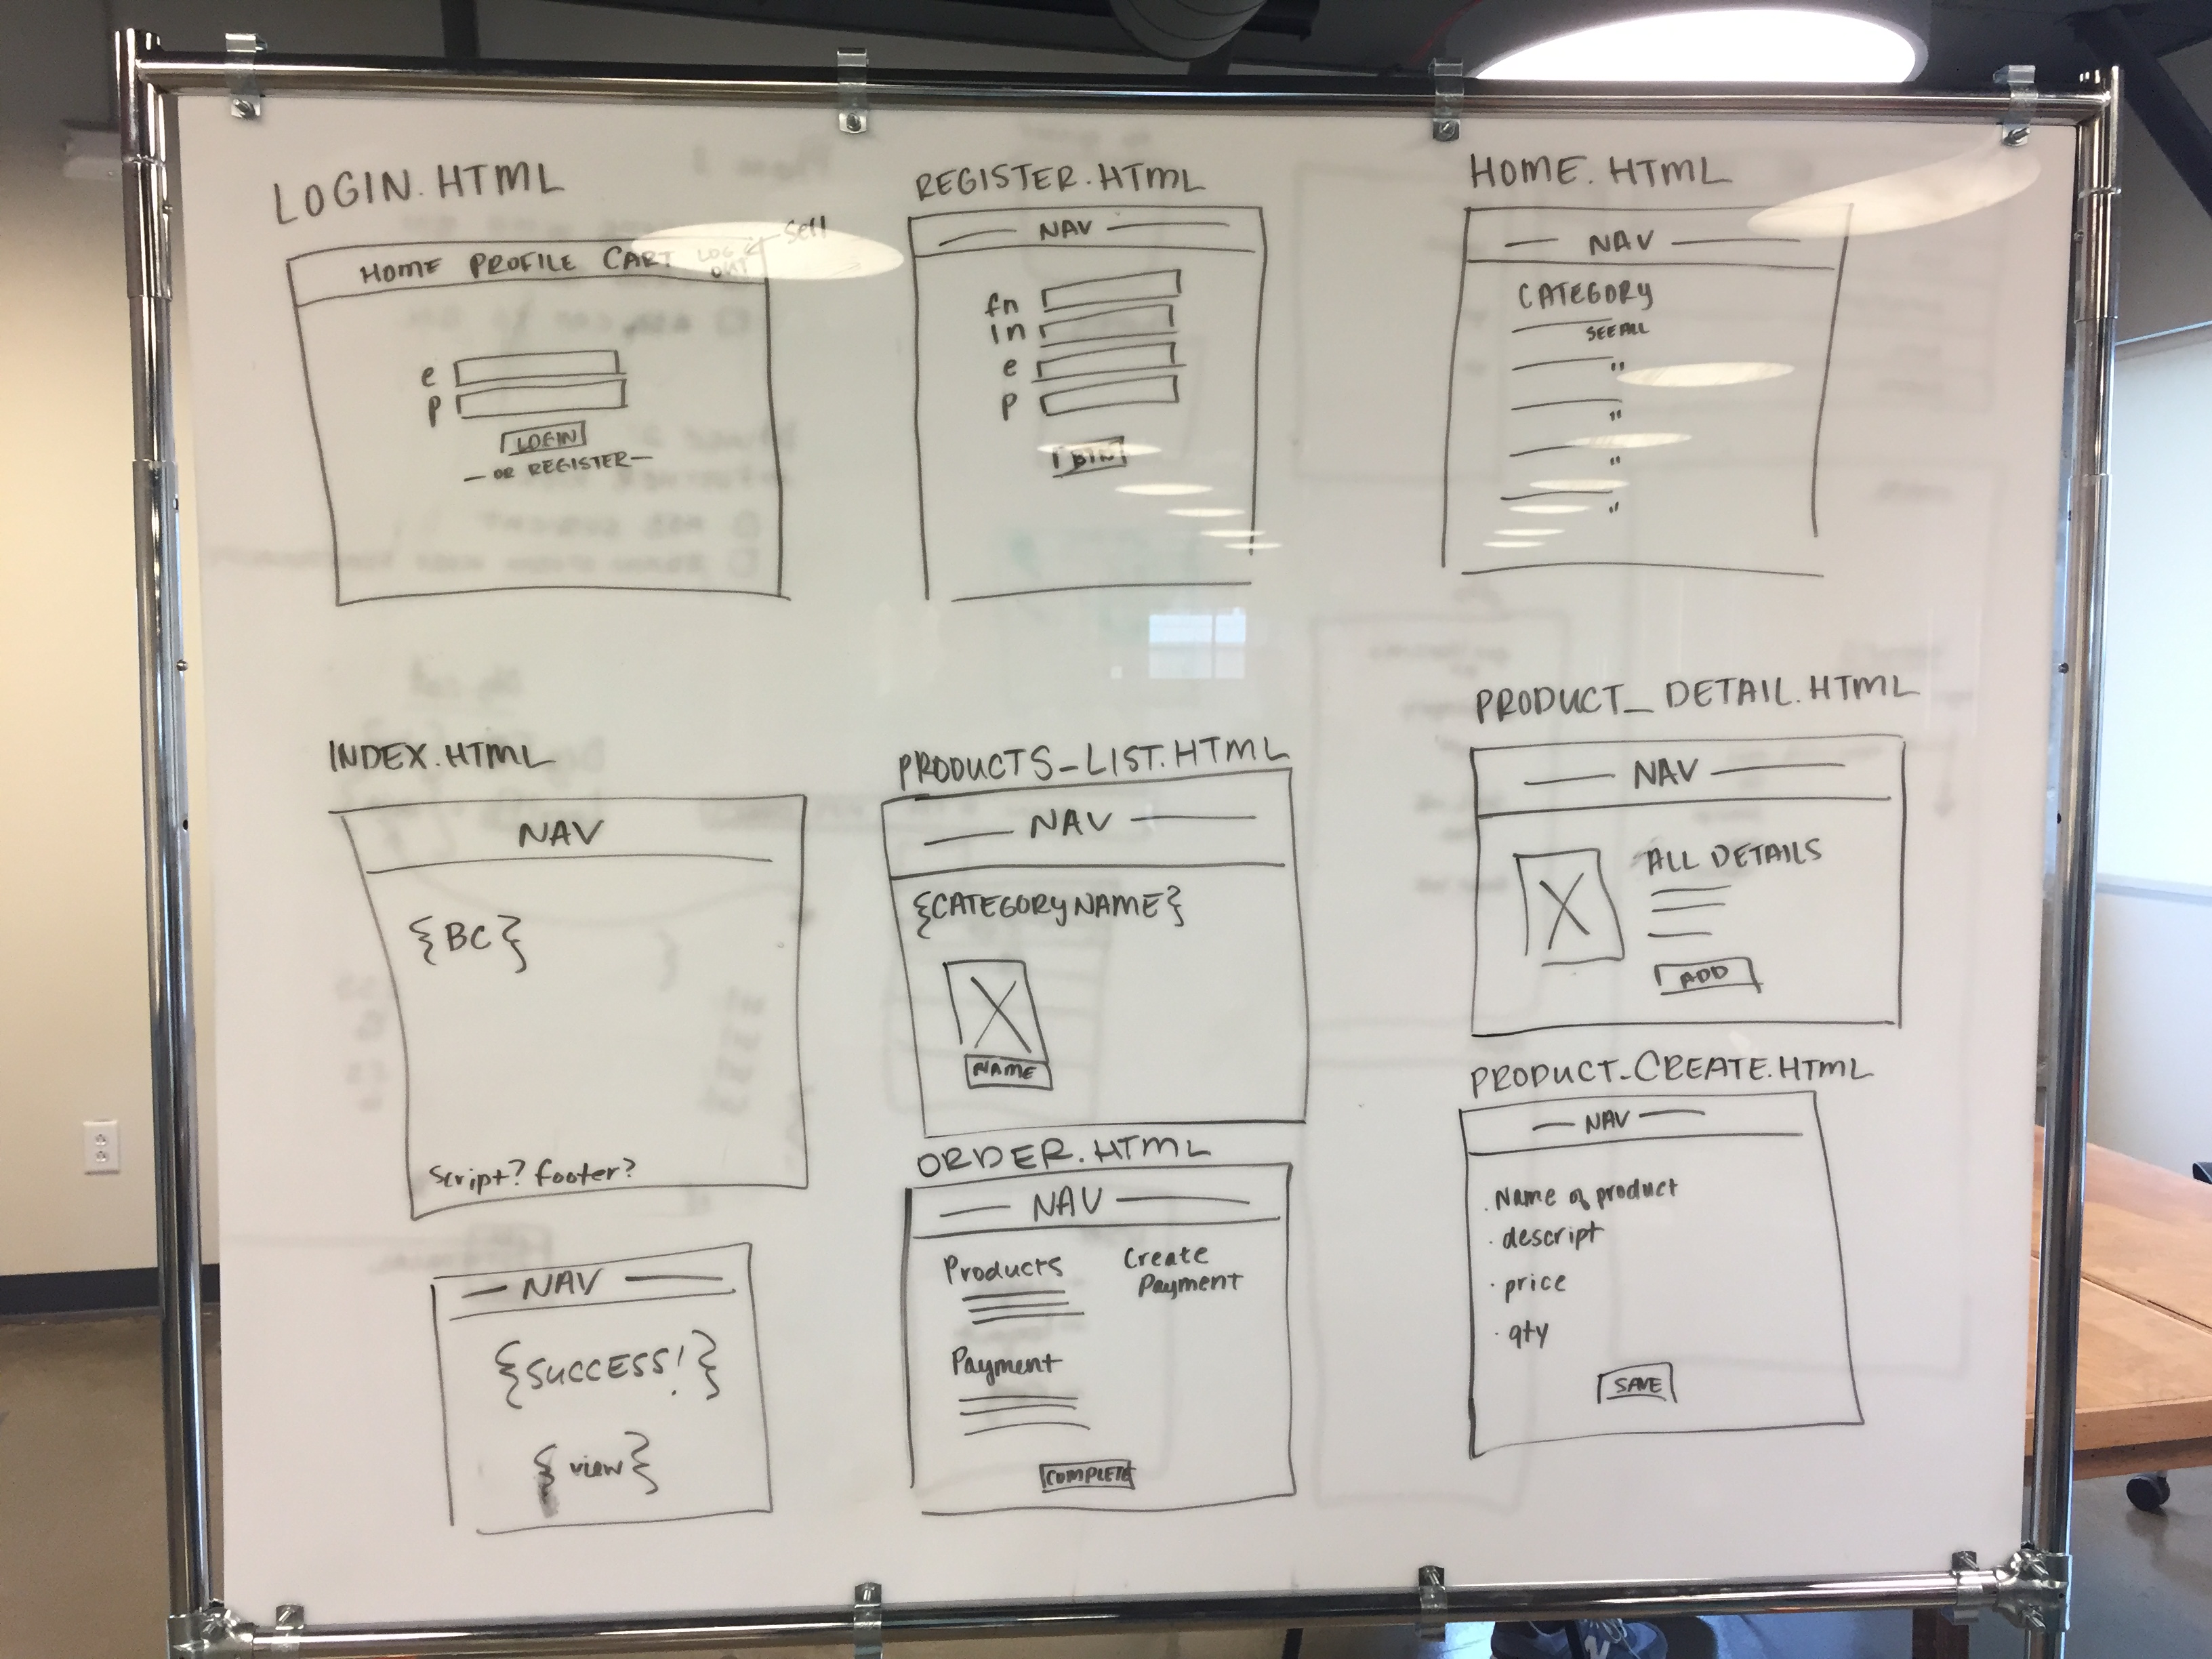 LOGIN.HTML
HOME PROFILE CART LOG OUT
Sell
e
p
LOGIN
— OR REGISTER —
REGISTER.HTML
NAV
fn
ln
e
p
BTN
HOME.HTML
NAV
CATEGORY
SEE ALL
"
"
"
"
INDEX.HTML
NAV
{BC}
Script? footer?
PRODUCTS_LIST.HTML
NAV
{CATEGORY NAME}
NAME
PRODUCT_DETAIL.HTML
NAV
ALL DETAILS
ADD
NAV
{SUCCESS!}
{view}
ORDER.HTML
NAV
Products
Create
Payment
Payment
COMPLETE
PRODUCT_CREATE.HTML
NAV
. Name of product
· descript
· price
· qty
SAVE